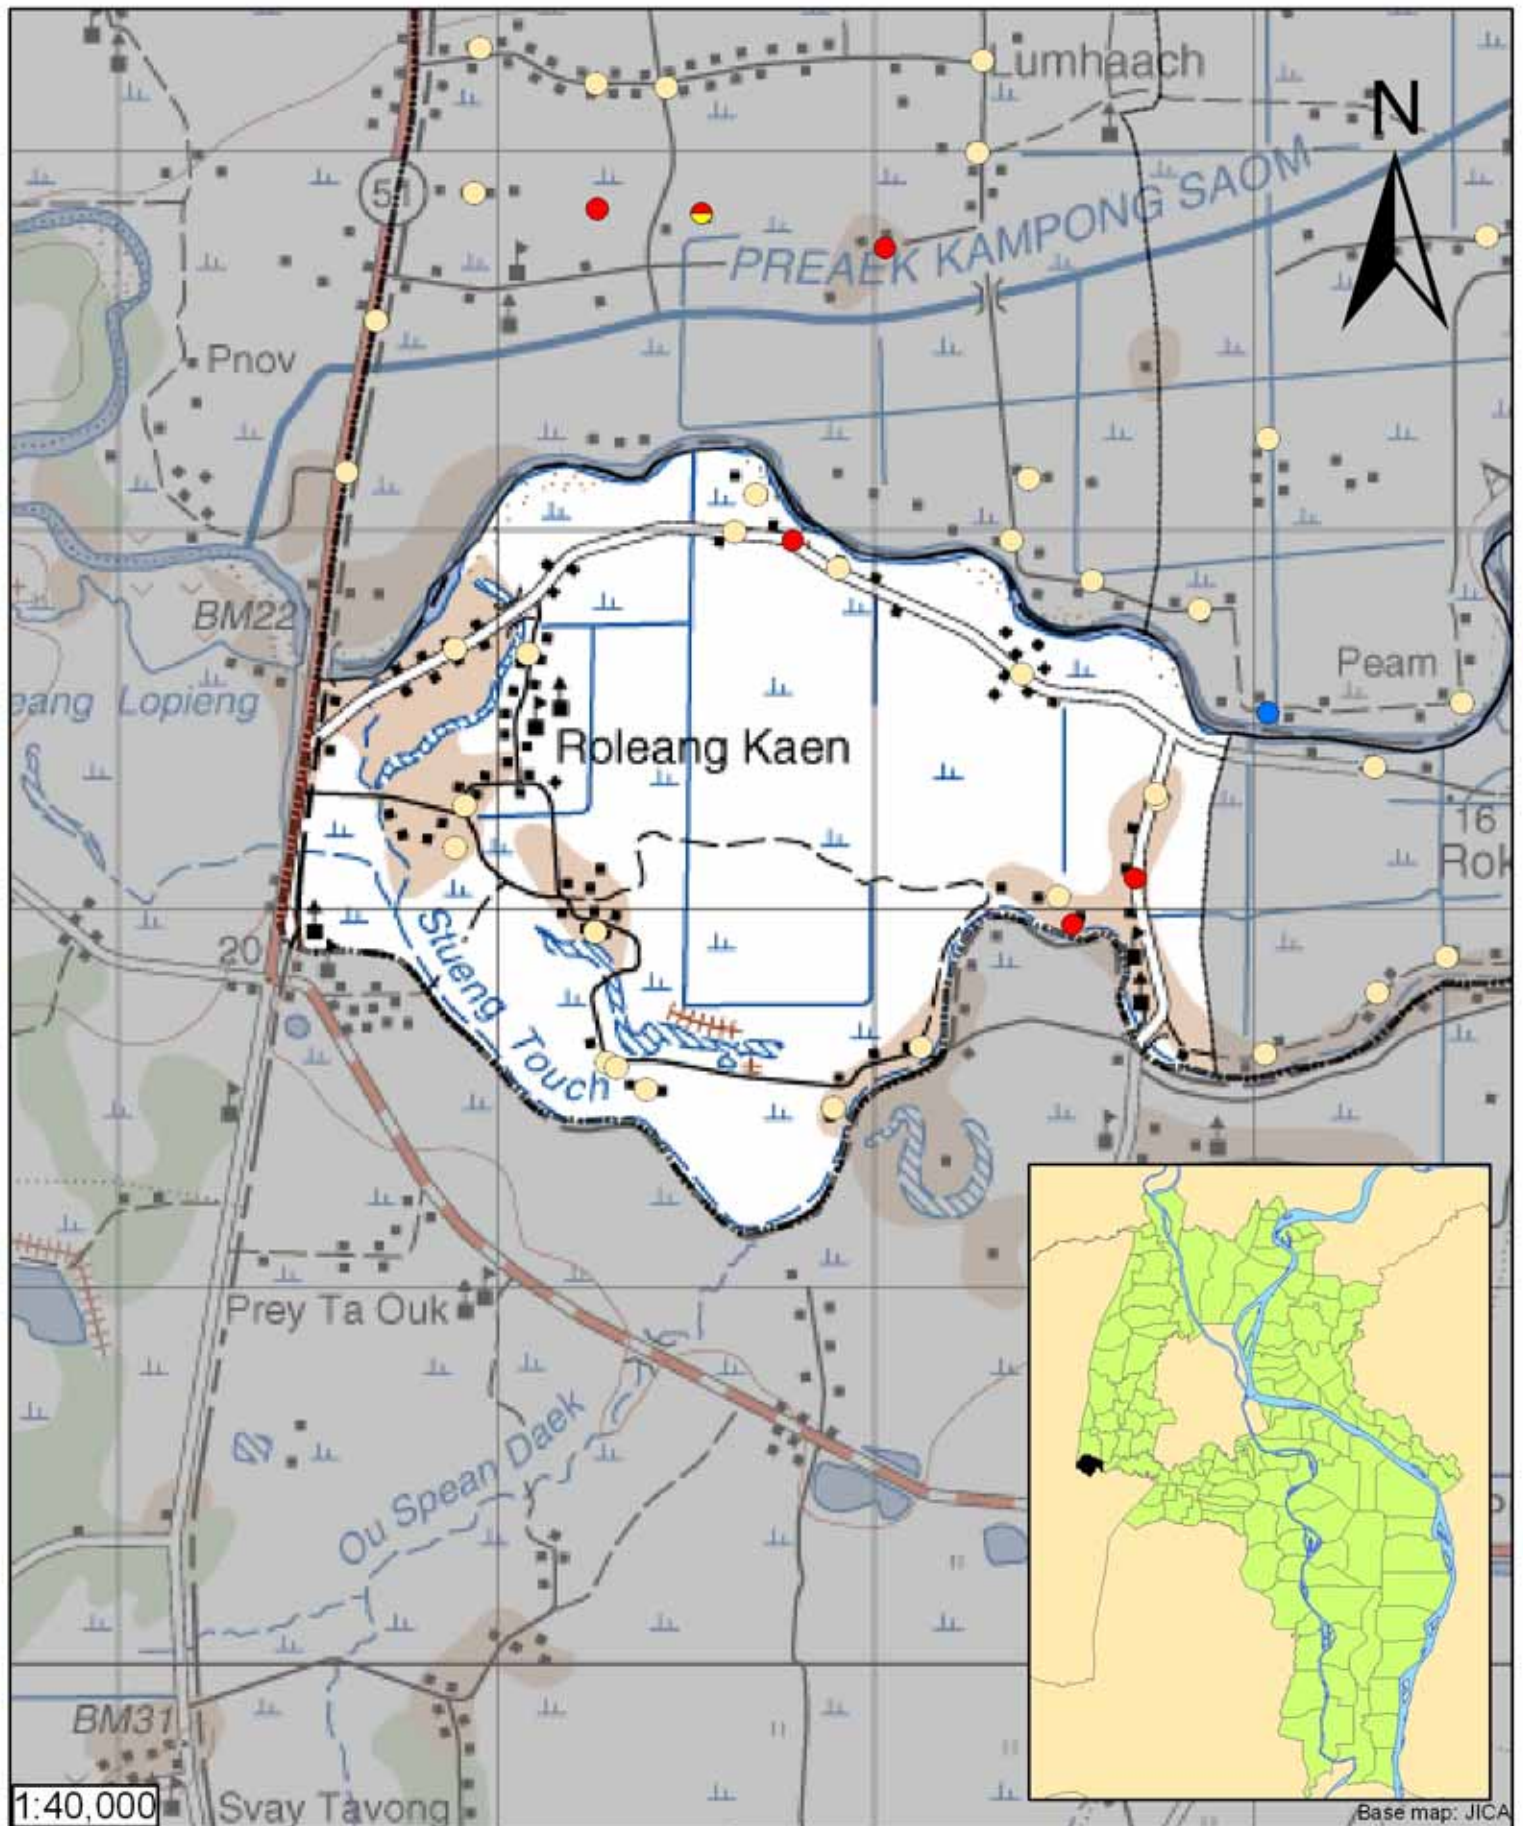 Lumhaach
N
51
PREAEK KAMPONG SAOM
Pnov
BM22
Peam
eang Lopieng
Roleang Kaen
16
Rok
Stueng Touch
20
Prey Ta Ouk
Ou Spean Daek
BM31
Svay Tavong
1:40,000
Base map: JICA